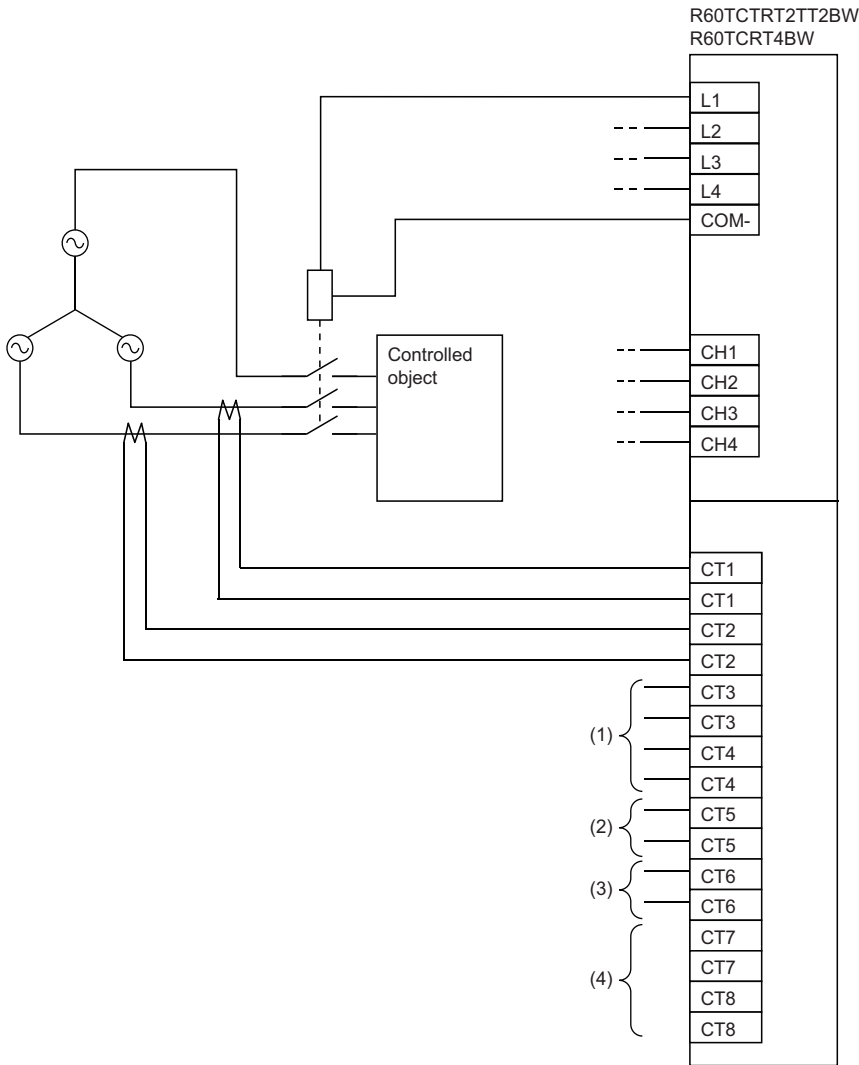 R60TCTRT2TT2BW
R60TCRT4BW
L1
L2
L3
L4
COM-
Controlled
object
CH1
CH2
CH3
CH4
CT1
CT1
CT2
CT2
CT3
CT3
(1)
CT4
CT4
CT5
(2)
CT5
CT6
(3)
CT6
CT7
CT7
(4)
CT8
CT8